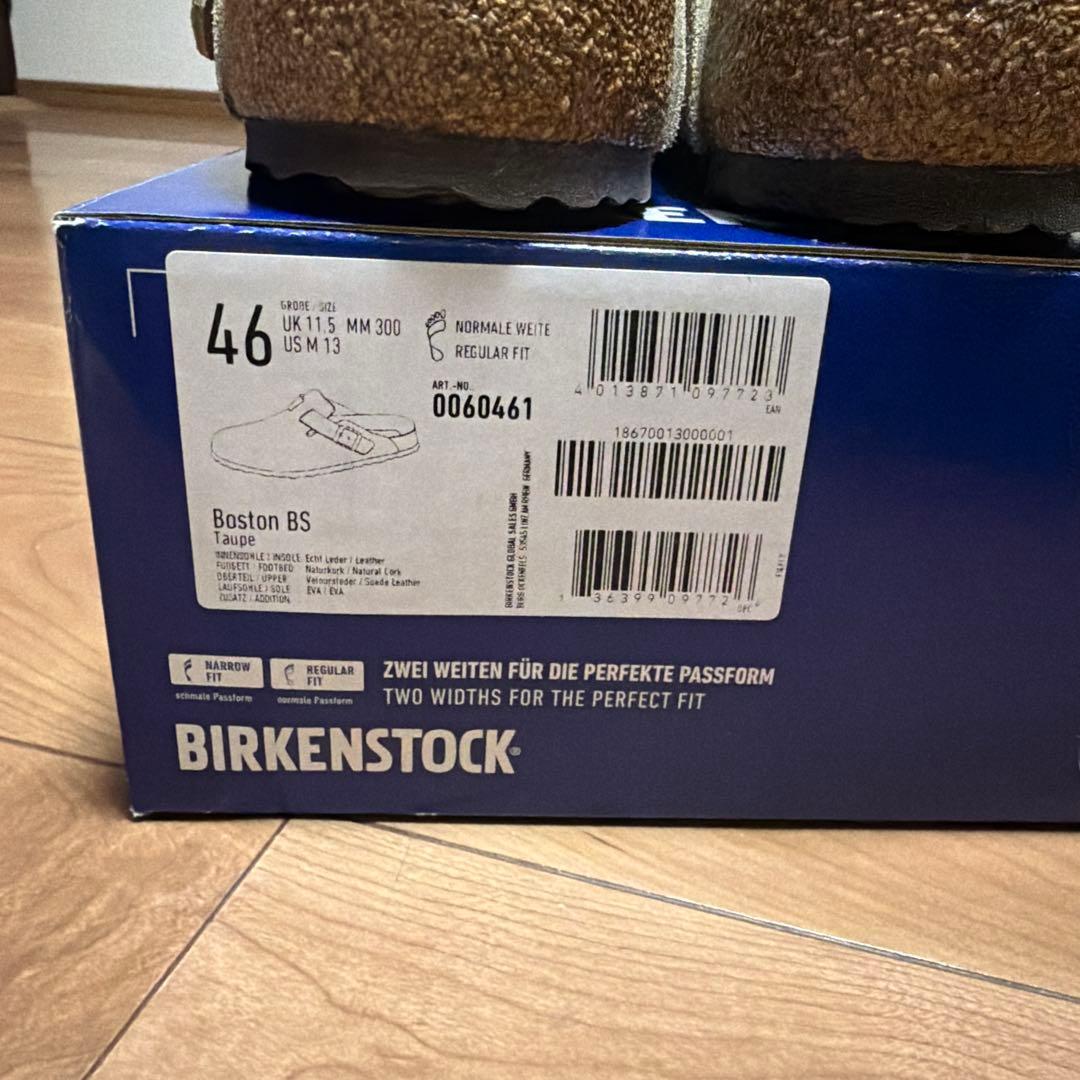 46
GRÖßE / SIZE
UK 11,5 MM 300
US M 13
NORMALE WEITE
REGULAR FIT
ART.-NO.
0060461
4 013871 097723
EAN
18670013000001
Boston BS
Taupe
INNENSOHLE / INSOLE Echt Leder / Leather
FUßBETT / FOOTBED Naturkork / Natural Cork
OBERTEIL / UPPER Veloursleder / Suede Leather
LAUFSOHLE / SOLE EVA / EVA
ZUSATZ / ADDITION
BIRKENSTOCK GLOBAL SALES GMBH
36399 09772
UPC
NARROW
FIT
schmale Passform
REGULAR
FIT
normale Passform
ZWEI WEITEN FÜR DIE PERFEKTE PASSFORM
TWO WIDTHS FOR THE PERFECT FIT
BIRKENSTOCK®